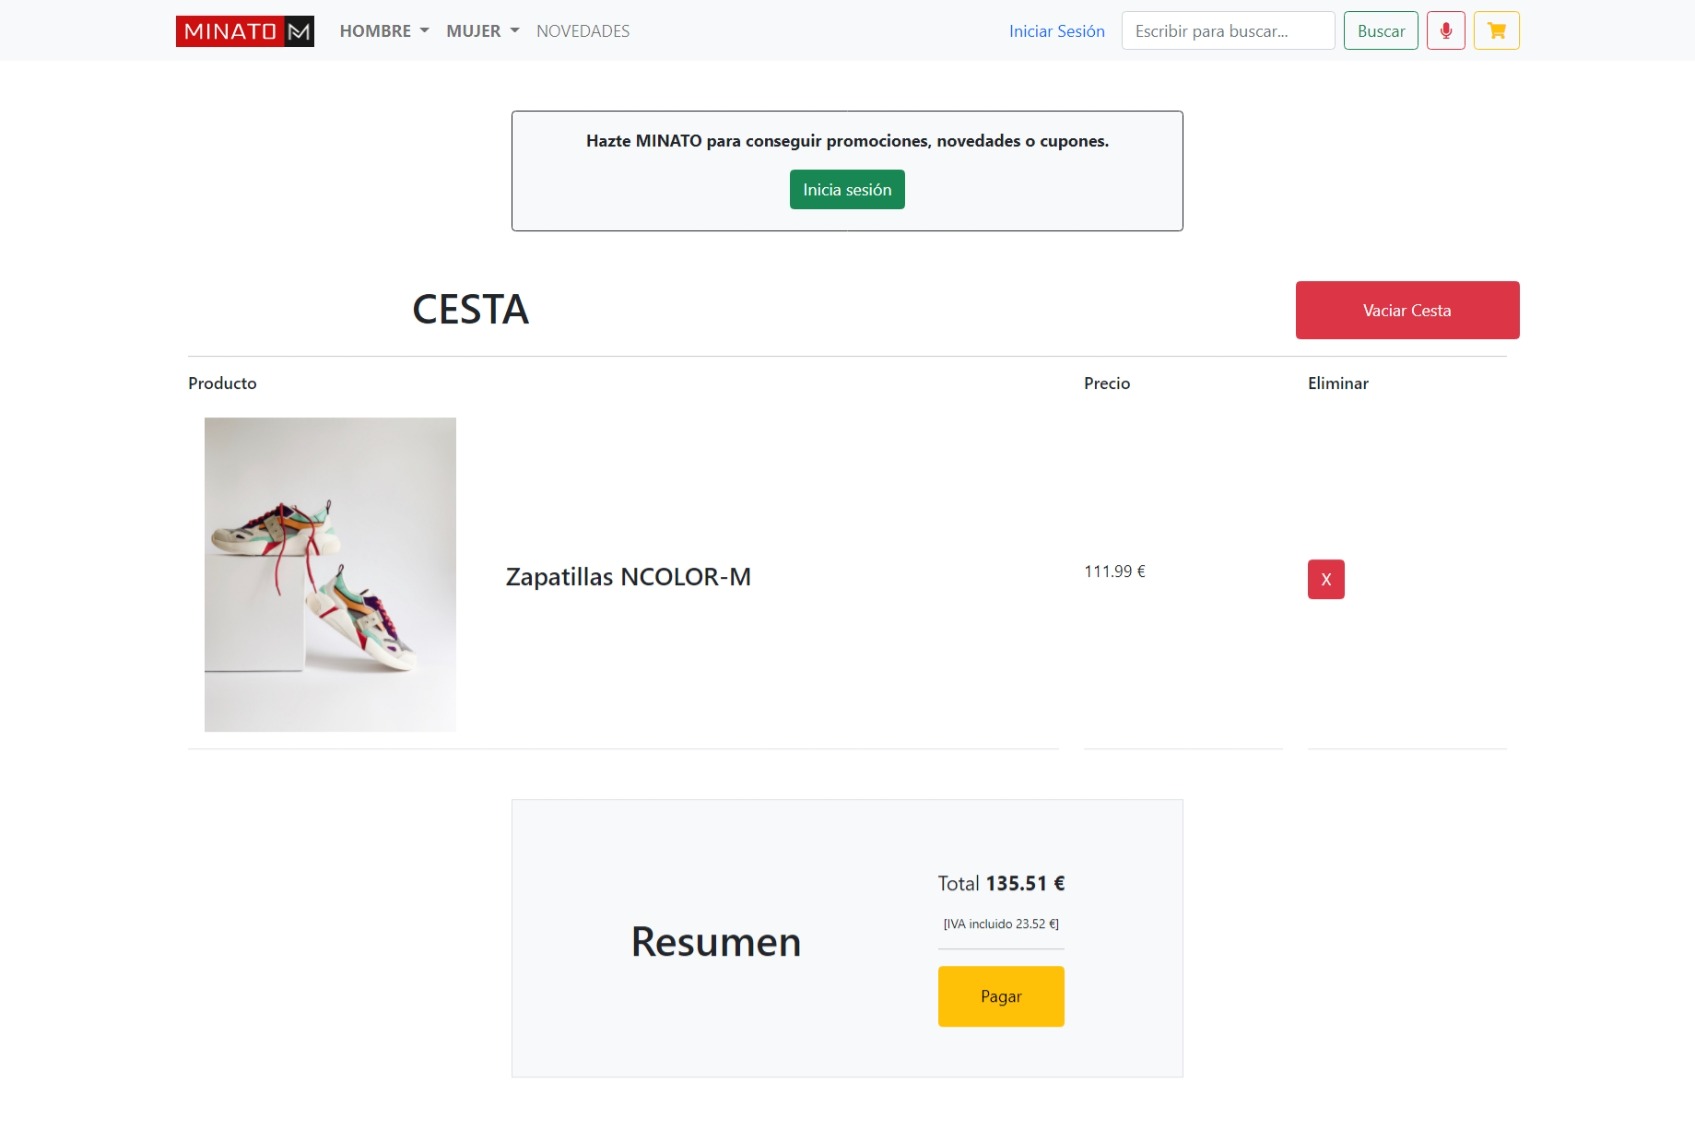 MINATO M HOMBRE MUJER NOVEDADES Iniciar Sesión Escribir para buscar... Buscar
Hazte MINATO para conseguir promociones, novedades o cupones.
Inicia sesión
CESTA Vaciar Cesta
Producto Precio Eliminar
Zapatillas NCOLOR-M 111.99 € X
Total 135.51 €
[IVA incluido 23.52 €]
Resumen
Pagar